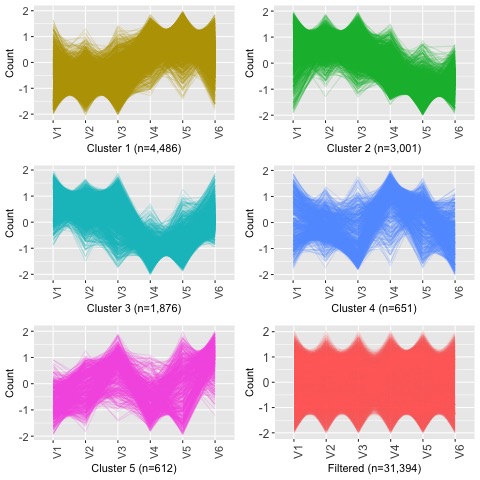 2
1
0
-1
-2
Count
V1 V2 V3 V4 V5 V6
Cluster 1 (n=4,486)
2
1
0
-1
-2
Count
V1 V2 V3 V4 V5 V6
Cluster 2 (n=3,001)
2
1
0
-1
-2
Count
V1 V2 V3 V4 V5 V6
Cluster 3 (n=1,876)
2
1
0
-1
-2
Count
V1 V2 V3 V4 V5 V6
Cluster 4 (n=651)
2
1
0
-1
-2
Count
V1 V2 V3 V4 V5 V6
Cluster 5 (n=612)
2
1
0
-1
-2
Count
V1 V2 V3 V4 V5 V6
Filtered (n=31,394)